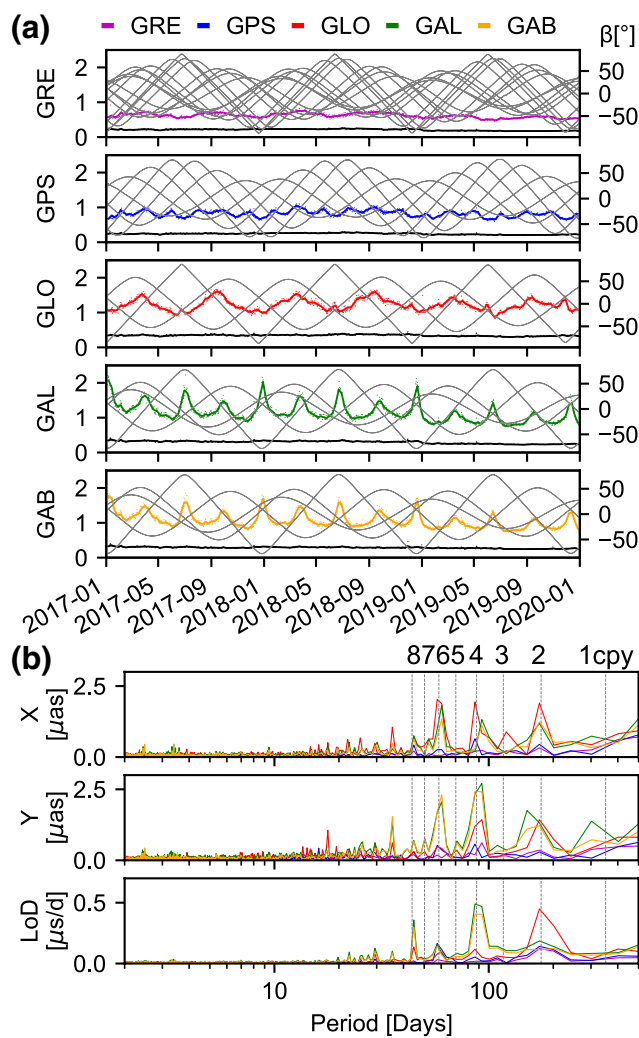 (a) GRE GPS GLO GAL GAB
β[°]
GRE 2 1 0 50 0 −50
GPS 2 1 0 50 0 −50
GLO 2 1 0 50 0 −50
GAL 2 1 0 50 0 −50
GAB 2 1 0 50 0 −50
2017-01 2017-05 2017-09 2018-01 2018-05 2018-09 2019-01 2019-05 2019-09 2020-01
(b) 8 7 6 5 4 3 2 1cpy
X [μas] 2.5 0.0
Y [μas] 2.5 0.0
LoD [μs/d] 0.5 0.0
10 100
Period [Days]